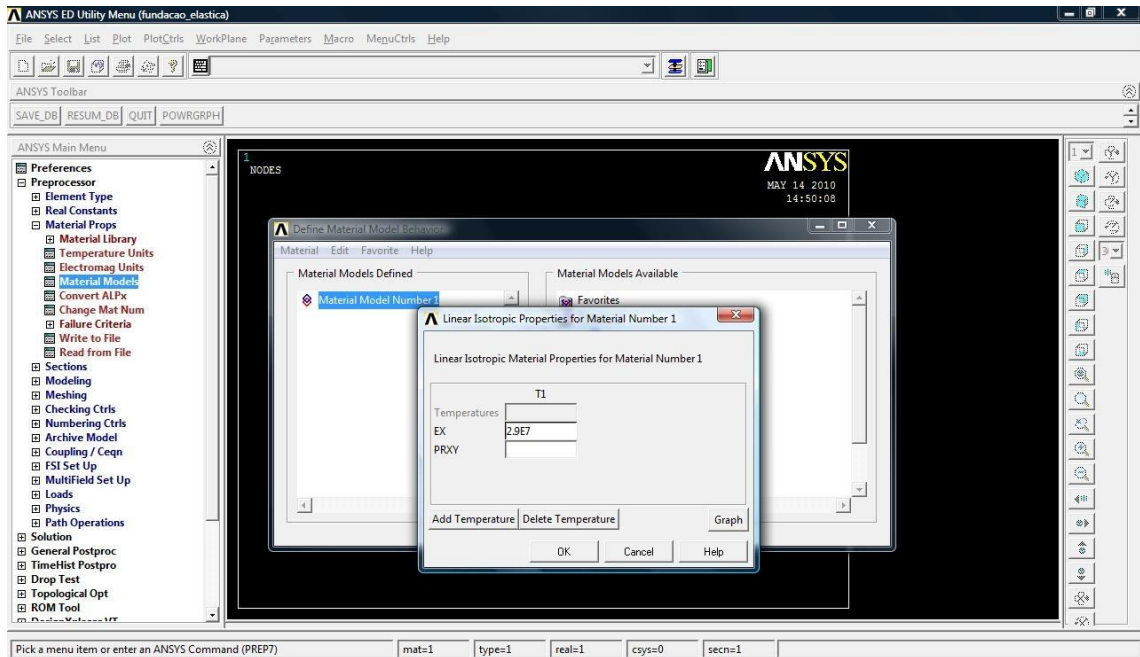 ANSYS ED Utility Menu (fundacao_elastica)
File Select List Plot PlotCtrls WorkPlane Parameters Macro MenuCtrls Help
ANSYS Toolbar
SAVE_DB RESUM_DB QUIT POWRGRPH
ANSYS Main Menu
Preferences
Preprocessor
Element Type
Real Constants
Material Props
Material Library
Temperature Units
Electromag Units
Material Models
Convert ALPx
Change Mat Num
Failure Criteria
Write to File
Read from File
Sections
Modeling
Meshing
Checking Ctrls
Numbering Ctrls
Archive Model
Coupling / Ceqn
FSI Set Up
MultiField Set Up
Loads
Physics
Path Operations
Solution
General Postproc
TimeHist Postpro
Drop Test
Topological Opt
ROM Tool
1
NODES
ANSYS
MAY 14 2010
14:50:08
Define Material Model Behavior
Material Edit Favorite Help
Material Models Defined
Material Models Available
Material Model Number 1
Favorites
Linear Isotropic Properties for Material Number 1
Linear Isotropic Material Properties for Material Number 1
T1
Temperatures
EX 2.9E7
PRXY
Add Temperature Delete Temperature Graph
OK Cancel Help
1
3
Pick a menu item or enter an ANSYS Command (PREP7) mat=1 type=1 real=1 csys=0 secn=1